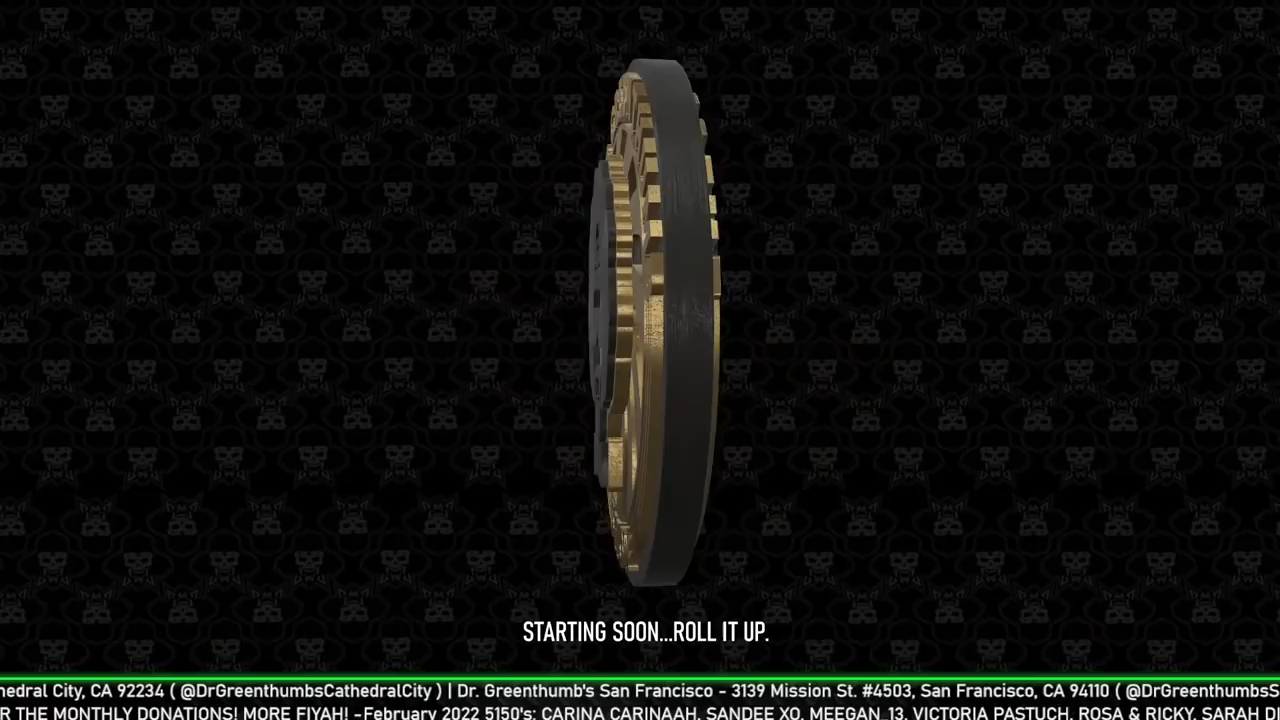 STARTING SOON...ROLL IT UP.
hedral City, CA 92234 ( @DrGreenthumbsCathedralCity ) | Dr. Greenthumb's San Francisco - 3139 Mission St. #4503, San Francisco, CA 94110 ( @DrGreenthumbsS
R THE MONTHLY DONATIONS! MORE FIYAH! -February 2022 5150's: CARINA CARINAAH, SANDEE XO, MEEGAN_13, VICTORIA PASTUCH, ROSA & RICKY, SARAH DI